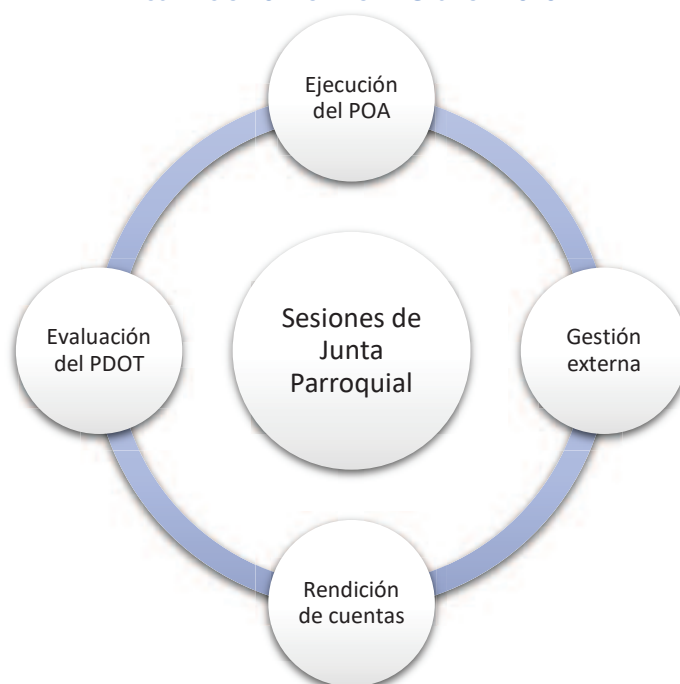 Ejecución
del POA
Evaluación
del PDOT
Sesiones de
Junta
Parroquial
Gestión
externa
Rendición
de cuentas